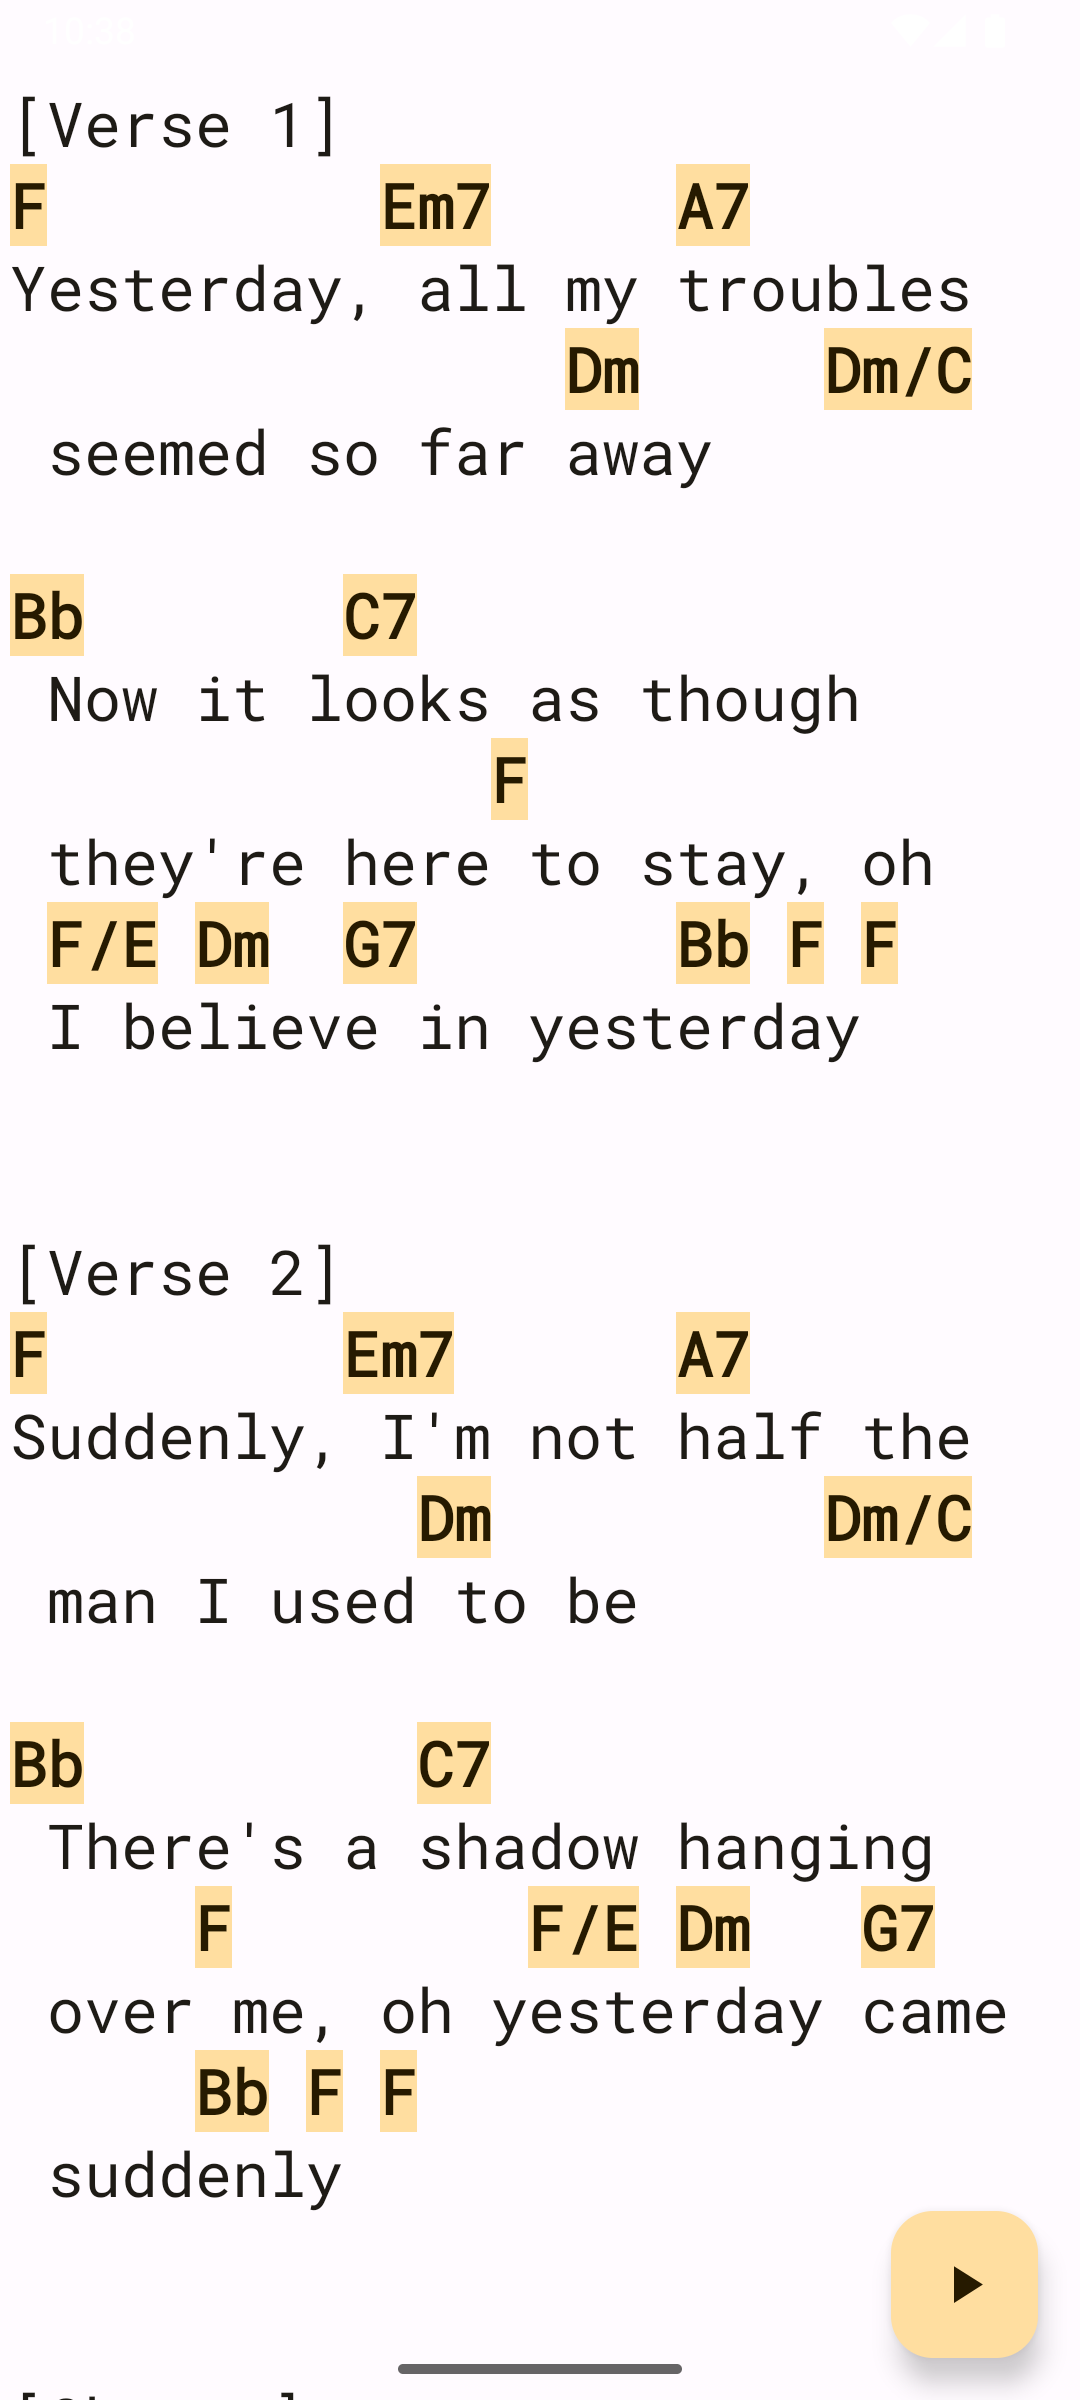 [Verse 1]
F Em7 A7
Yesterday, all my troubles
Dm Dm/C
seemed so far away
Bb C7
Now it looks as though
F
they're here to stay, oh
F/E Dm G7 Bb F F
I believe in yesterday
[Verse 2]
F Em7 A7
Suddenly, I'm not half the
Dm Dm/C
man I used to be
Bb C7
There's a shadow hanging
F F/E Dm G7
over me, oh yesterday came
Bb F F
suddenly